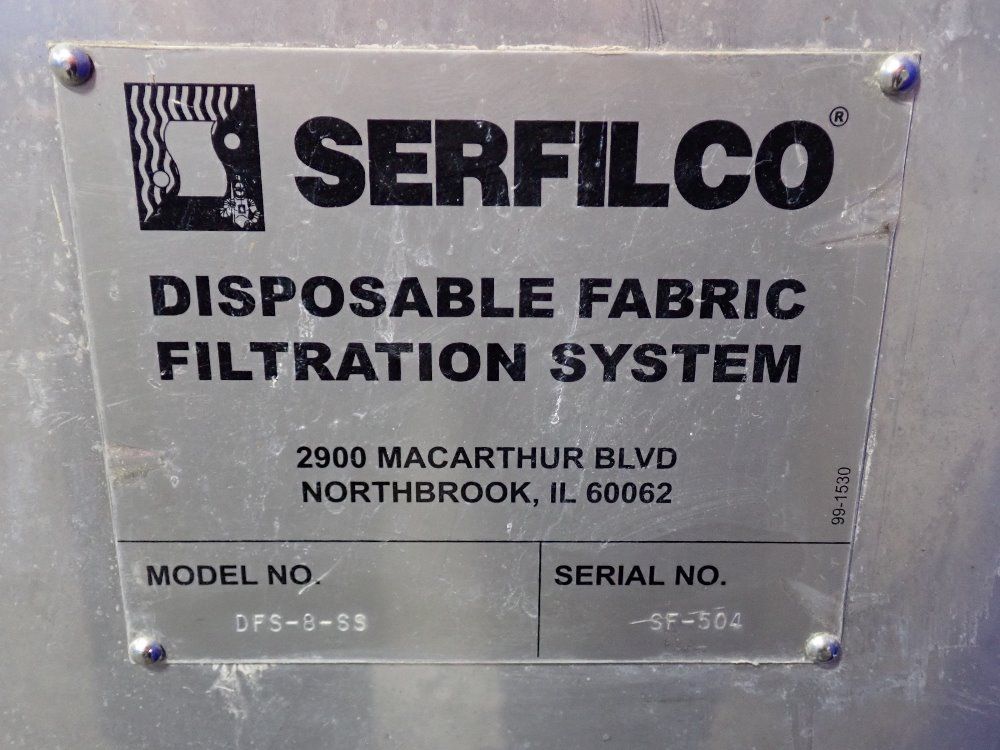 SERFILCO®
DISPOSABLE FABRIC
FILTRATION SYSTEM
2900 MACARTHUR BLVD
NORTHBROOK, IL 60062
99-1530
MODEL NO.
DFS-8-SS
SERIAL NO.
SF-504